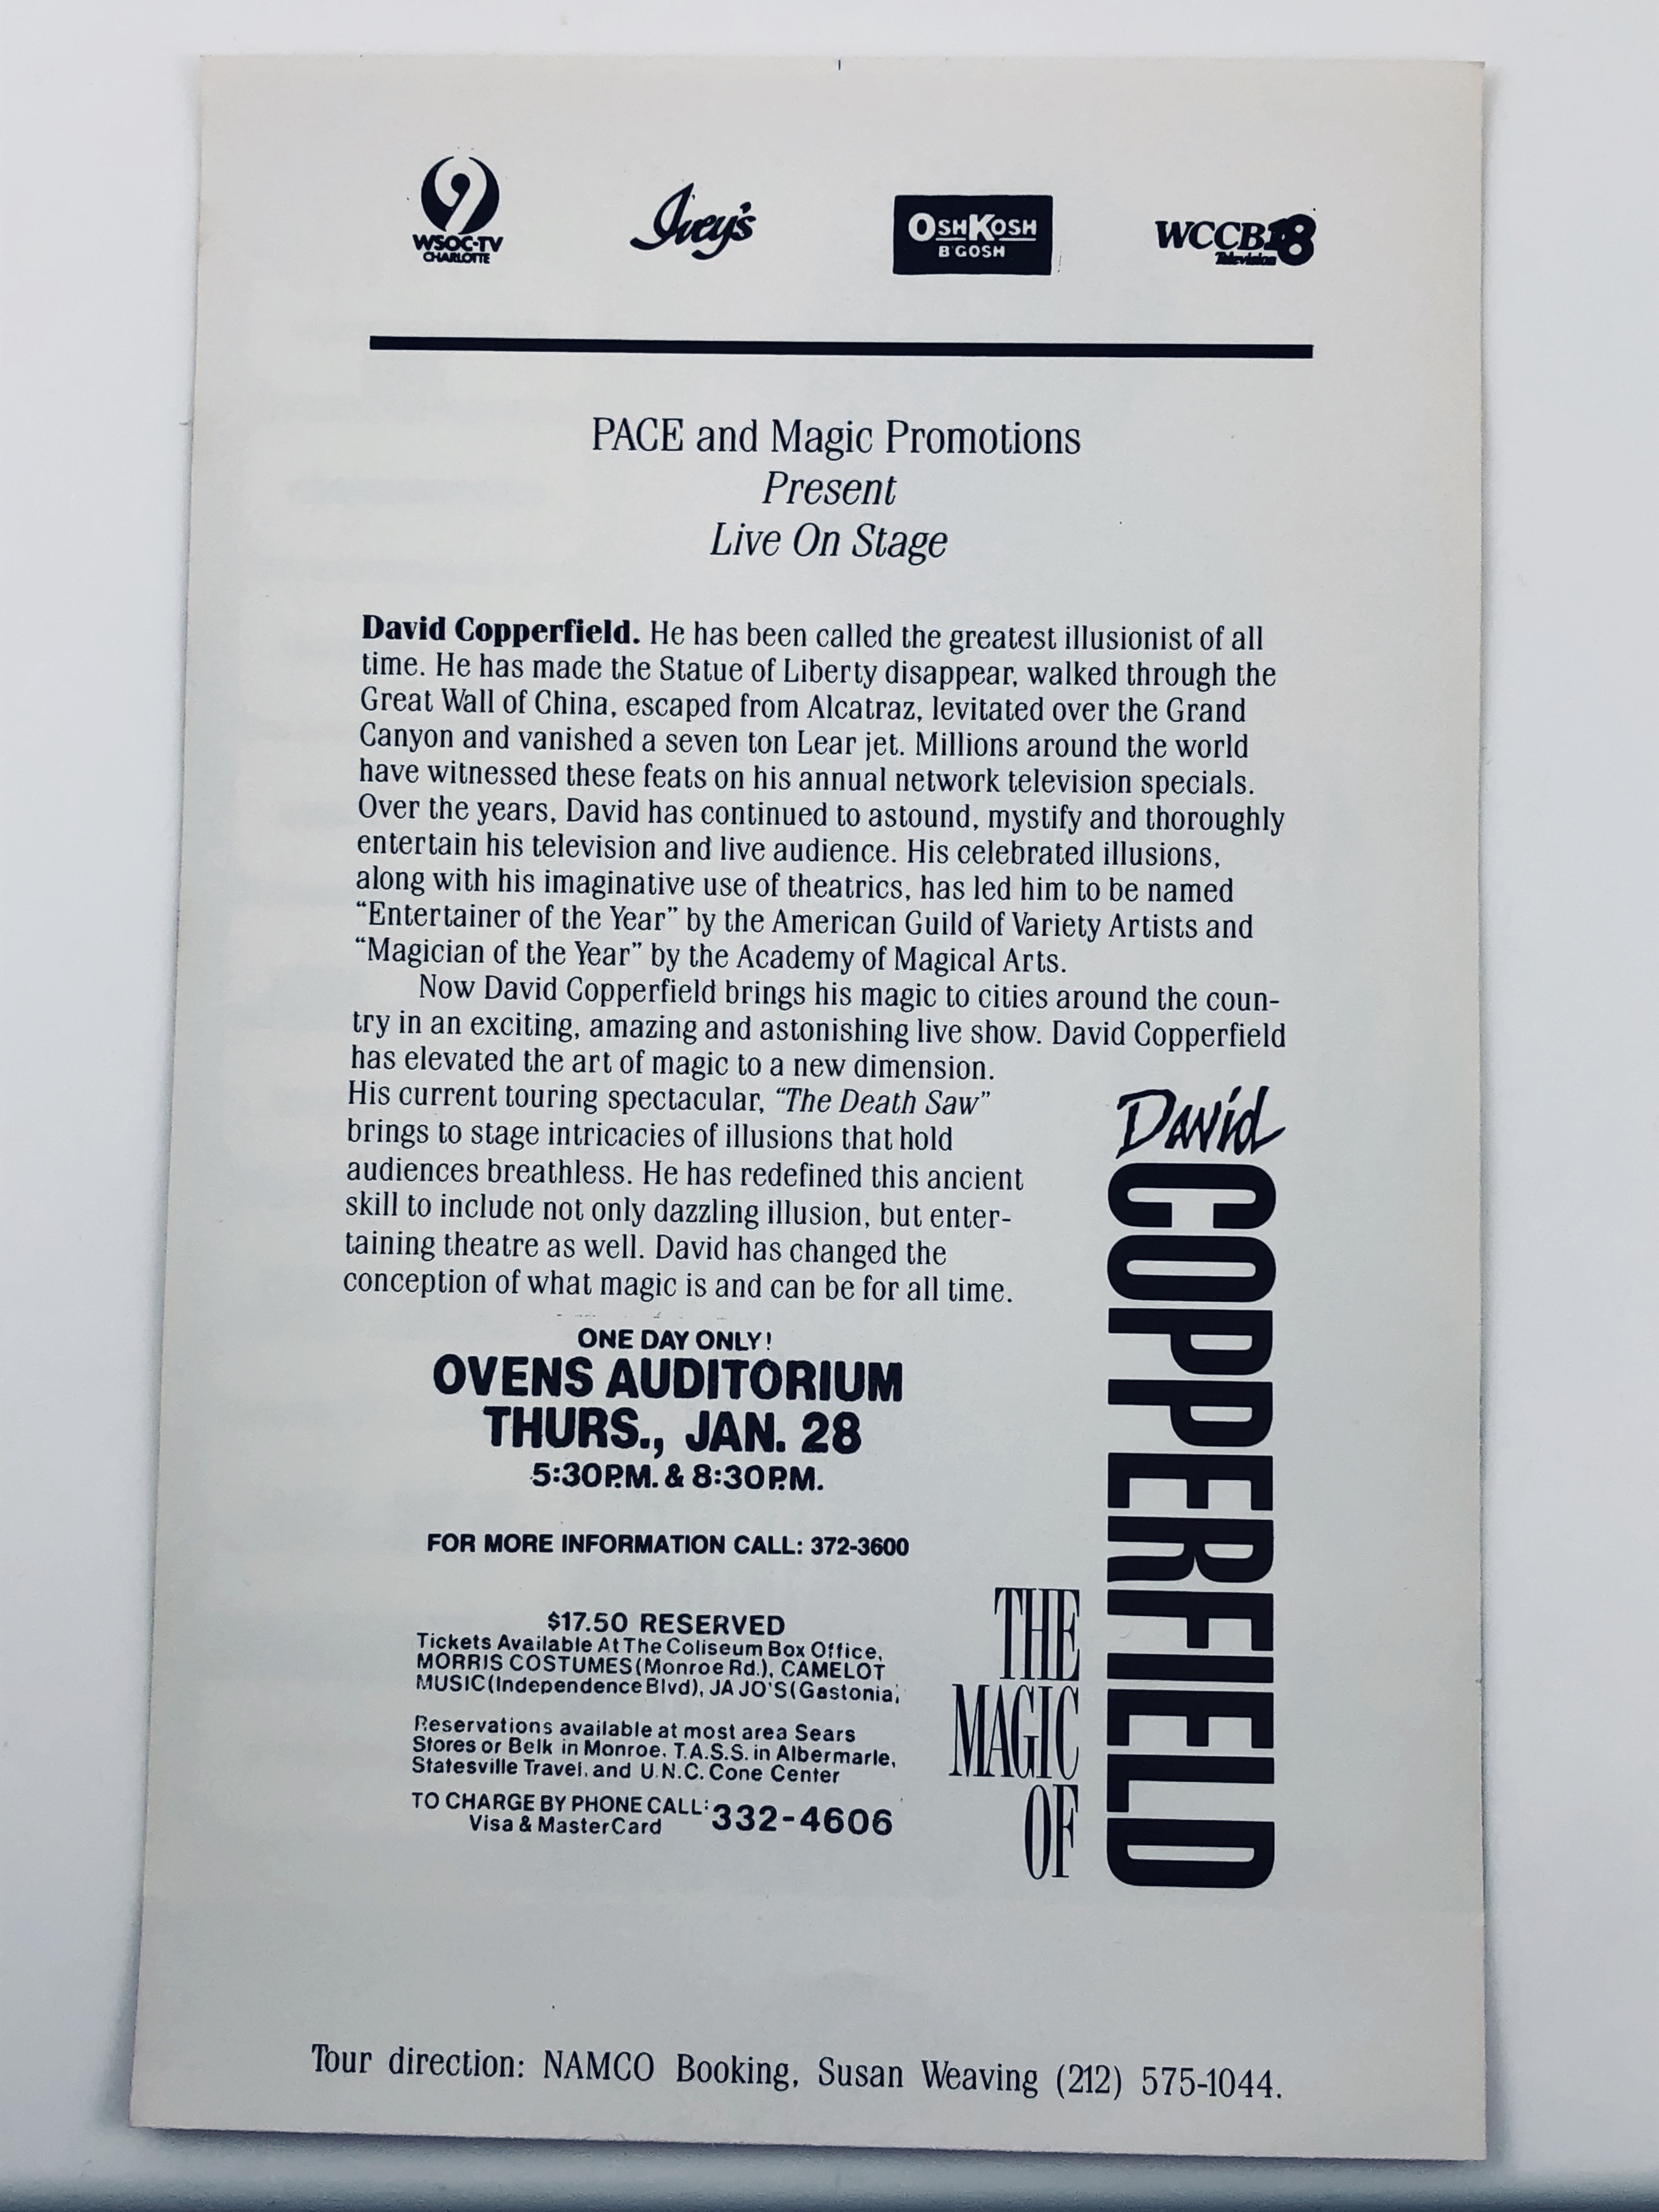 9
WSOC-TV
CHARLOTTE
Ivey's
OSHKOSH
B'GOSH
WCCB 18
Television
PACE and Magic Promotions
Present
Live On Stage
David Copperfield. He has been called the greatest illusionist of all
time. He has made the Statue of Liberty disappear, walked through the
Great Wall of China, escaped from Alcatraz, levitated over the Grand
Canyon and vanished a seven ton Lear jet. Millions around the world
have witnessed these feats on his annual network television specials.
Over the years, David has continued to astound, mystify and thoroughly
entertain his television and live audience. His celebrated illusions,
along with his imaginative use of theatrics, has led him to be named
“Entertainer of the Year” by the American Guild of Variety Artists and
“Magician of the Year” by the Academy of Magical Arts.
Now David Copperfield brings his magic to cities around the coun-
try in an exciting, amazing and astonishing live show. David Copperfield
has elevated the art of magic to a new dimension.
His current touring spectacular, “The Death Saw”
brings to stage intricacies of illusions that hold
audiences breathless. He has redefined this ancient
skill to include not only dazzling illusion, but enter-
taining theatre as well. David has changed the
conception of what magic is and can be for all time.
ONE DAY ONLY!
OVENS AUDITORIUM
THURS., JAN. 28
5:30P.M. & 8:30P.M.
FOR MORE INFORMATION CALL: 372-3600
$17.50 RESERVED
Tickets Available At The Coliseum Box Office,
MORRIS COSTUMES(Monroe Rd.), CAMELOT
MUSIC(Independence Blvd), JA JO'S(Gastonia,
Reservations available at most area Sears
Stores or Belk in Monroe, T.A.S.S. in Albermarle,
Statesville Travel, and U.N.C. Cone Center
TO CHARGE BY PHONE CALL: 332-4606
Visa & MasterCard
THE
MAGIC
OF
David
COPPERFIELD
Tour direction: NAMCO Booking, Susan Weaving (212) 575-1044.